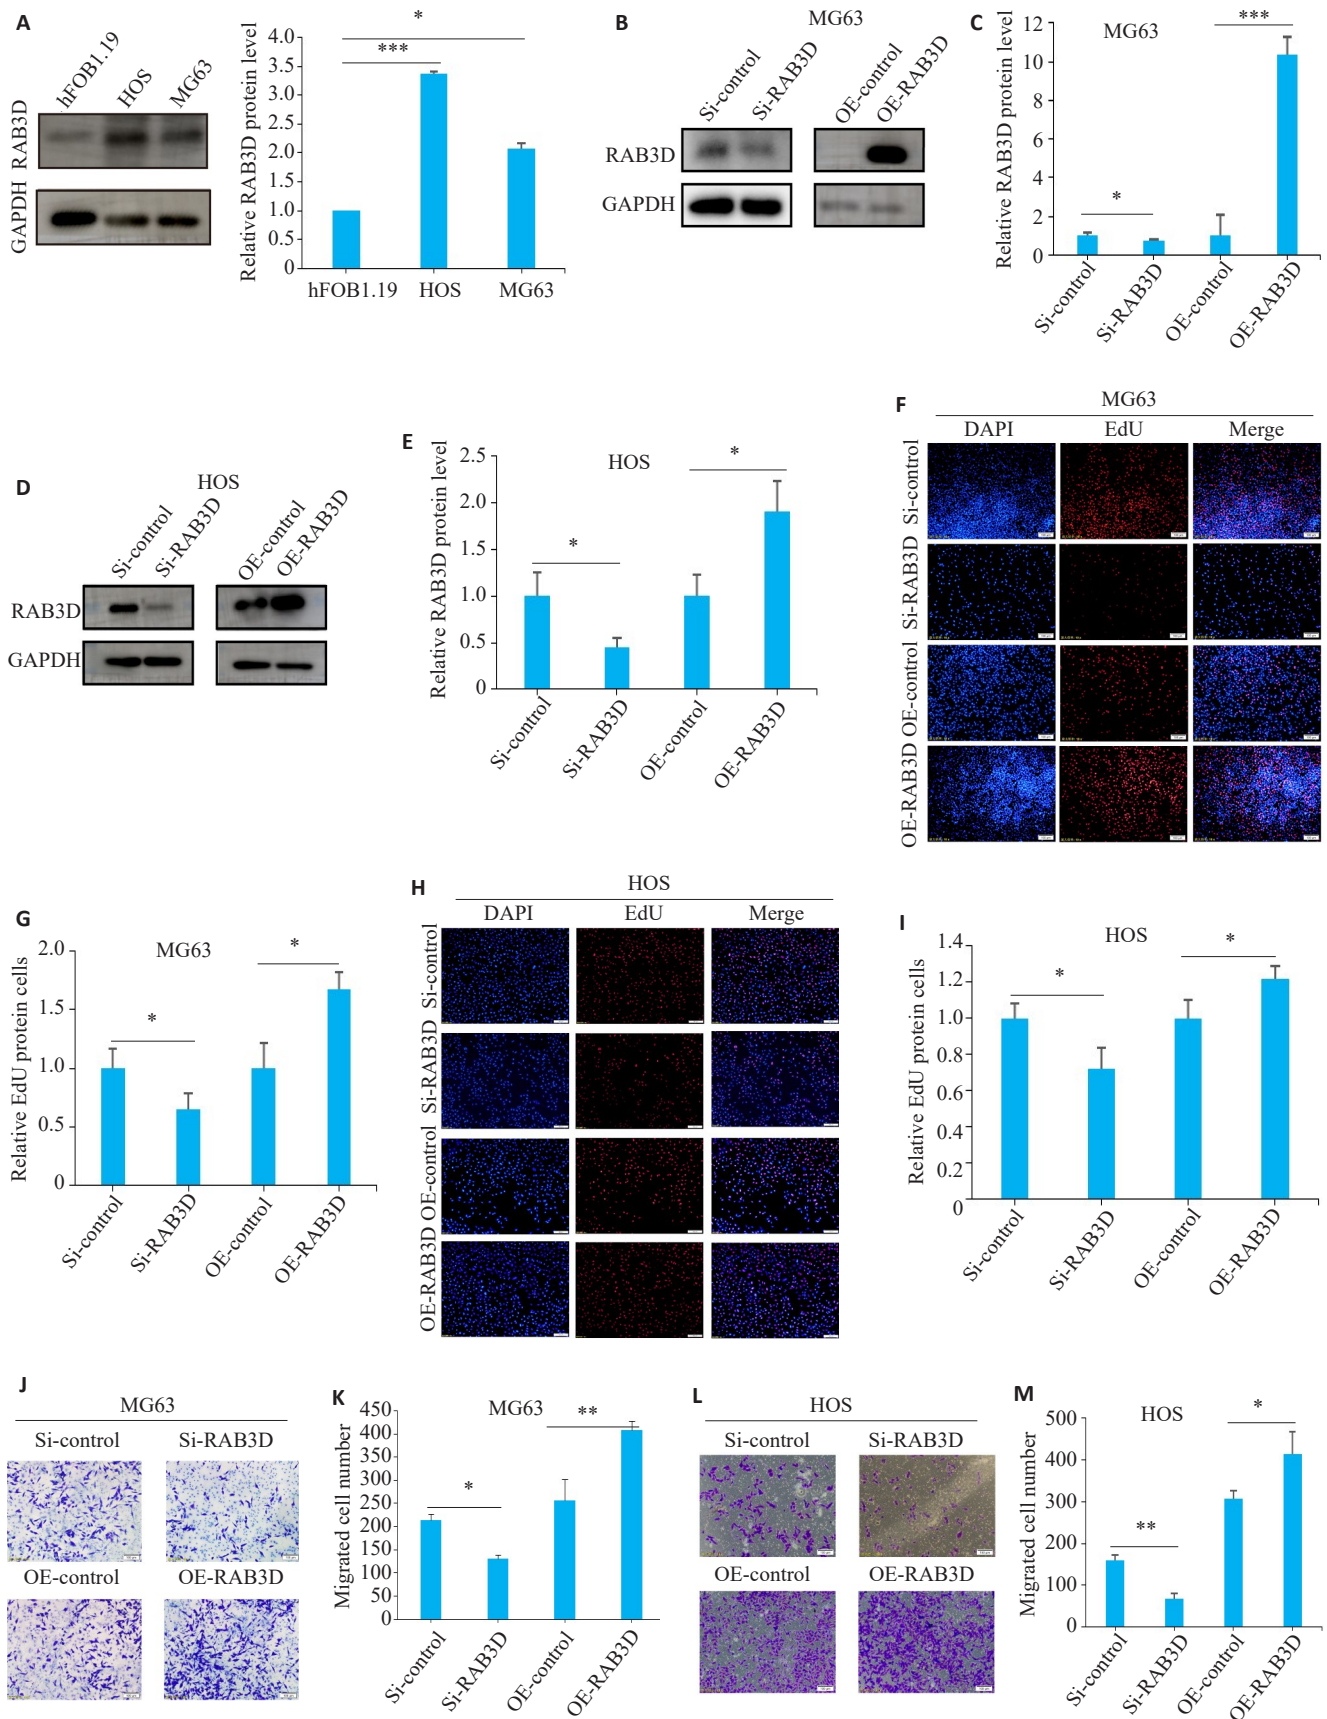 A
hFOB1.19
HOS
MG63
RAB3D
GAPDH
Relative RAB3D protein level
4.0
3.5
3.0
2.5
2.0
1.5
1.0
0.5
0
*
***
hFOB1.19
HOS
MG63
B
MG63
Si-control
Si-RAB3D
OE-control
OE-RAB3D
RAB3D
GAPDH
C
MG63
Relative RAB3D protein level
12
10
8
6
4
2
0
*
***
Si-control
Si-RAB3D
OE-control
OE-RAB3D
D
HOS
Si-control
Si-RAB3D
OE-control
OE-RAB3D
RAB3D
GAPDH
E
HOS
Relative RAB3D protein level
2.5
2.0
1.5
1.0
0.5
0
*
*
Si-control
Si-RAB3D
OE-control
OE-RAB3D
F
MG63
DAPI
EdU
Merge
Si-control
Si-RAB3D
OE-control
OE-RAB3D
G
MG63
Relative EdU protein cells
2.0
1.5
1.0
0.5
0
*
*
Si-control
Si-RAB3D
OE-control
OE-RAB3D
H
HOS
DAPI
EdU
Merge
Si-control
Si-RAB3D
OE-control
OE-RAB3D
I
HOS
Relative EdU protein cells
1.4
1.2
1.0
0.8
0.6
0.4
0.2
0
*
*
Si-control
Si-RAB3D
OE-control
OE-RAB3D
J
MG63
Si-control
Si-RAB3D
OE-control
OE-RAB3D
K
MG63
Migrated cell number
450
400
350
300
250
200
150
100
50
0
*
**
Si-control
Si-RAB3D
OE-control
OE-RAB3D
L
HOS
Si-control
Si-RAB3D
OE-control
OE-RAB3D
M
HOS
Migrated cell number
500
400
300
200
100
0
**
*
Si-control
Si-RAB3D
OE-control
OE-RAB3D